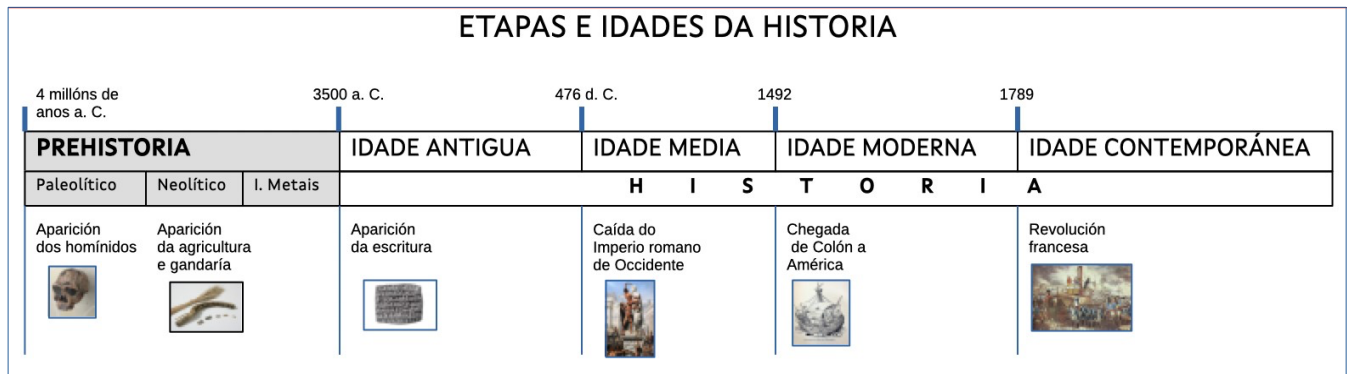 ETAPAS E IDADES DA HISTORIA
4 millóns de
anos a. C.
3500 a. C.
476 d. C.
1492
1789
PREHISTORIA
IDADE ANTIGUA
IDADE MEDIA
IDADE MODERNA
IDADE CONTEMPORÁNEA
Paleolítico
Neolítico
I. Metais
H I S T O R I A
Aparición
dos homínidos
Aparición
da agricultura
e gandaría
Aparición
da escritura
Caída do
Imperio romano
de Occidente
Chegada
de Colón a
América
Revolución
francesa